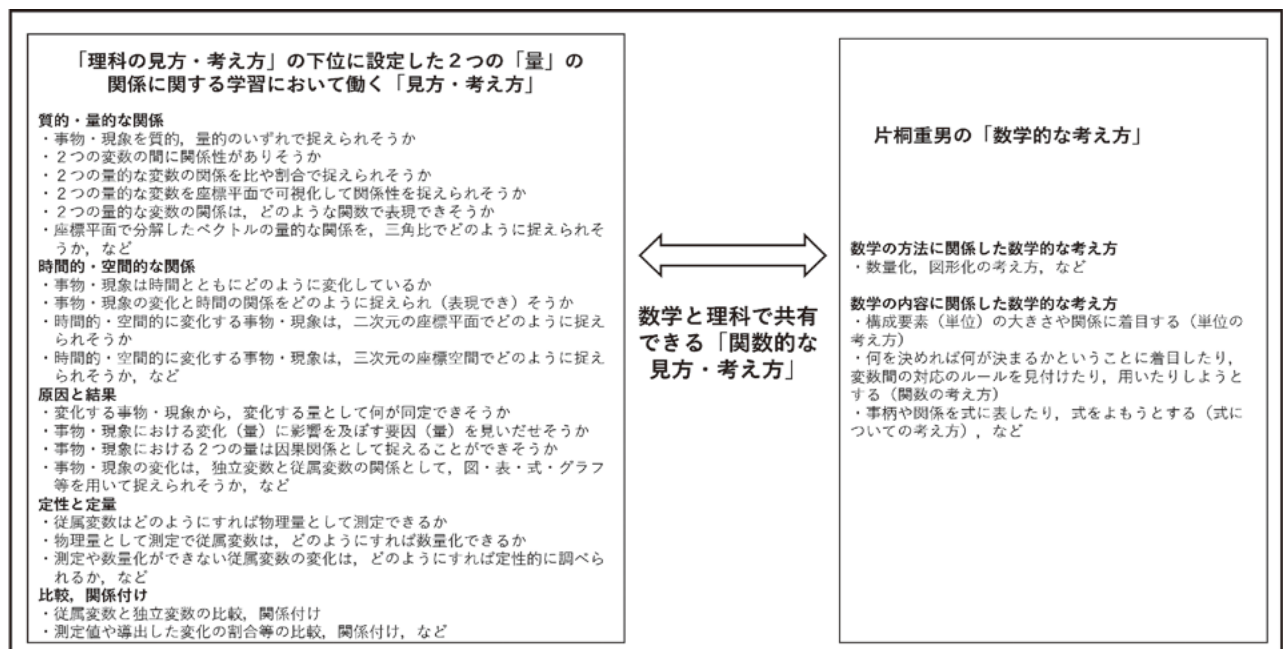 「理科の見方・考え方」の下位に設定した２つの「量」の
関係に関する学習において働く「見方・考え方」
質的・量的な関係
・事物・現象を質的，量的のいずれで捉えられそうか
・２つの変数の間に関係性がありそうか
・２つの量的な変数の関係を比や割合で捉えられそうか
・２つの量的な変数を座標平面で可視化して関係性を捉えられそうか
・２つの量的な変数の関係は，どのような関数で表現できそうか
・座標平面で分解したベクトルの量的な関係を，三角比でどのように捉えられそ
うか，など
時間的・空間的な関係
・事物・現象は時間とともにどのように変化しているか
・事物・現象の変化と時間の関係をどのように捉えられ（表現でき）そうか
・時間的・空間的に変化する事物・現象は，二次元の座標平面でどのように捉え
られそうか
・時間的・空間的に変化する事物・現象は，三次元の座標空間でどのように捉え
られそうか，など
原因と結果
・変化する事物・現象から，変化する量として何が同定できそうか
・事物・現象における変化（量）に影響を及ぼす要因（量）を見いだせそうか
・事物・現象における２つの量は因果関係として捉えることができそうか
・事物・現象の変化は，独立変数と従属変数の関係として，図・表・式・グラフ
等を用いて捉えられそうか，など
定性と定量
・従属変数はどのようにすれば物理量として測定できるか
・物理量として測定で従属変数は，どのようにすれば数量化できるか
・測定や数量化ができない従属変数の変化は，どのようにすれば定性的に調べら
れるか，など
比較，関係付け
・従属変数と独立変数の比較，関係付け
・測定値や導出した変化の割合等の比較，関係付け，など
数学と理科で共有
できる「関数的な
見方・考え方」
片桐重男の「数学的な考え方」
数学の方法に関係した数学的な考え方
・数量化，図形化の考え方，など
数学の内容に関係した数学的な考え方
・構成要素（単位）の大きさや関係に着目する（単位の
考え方）
・何を決めれば何が決まるかということに着目したり，
変数間の対応のルールを見付けたり，用いたりしようと
する（関数の考え方）
・事柄や関係を式に表したり，式をよもうとする（式に
ついての考え方），など